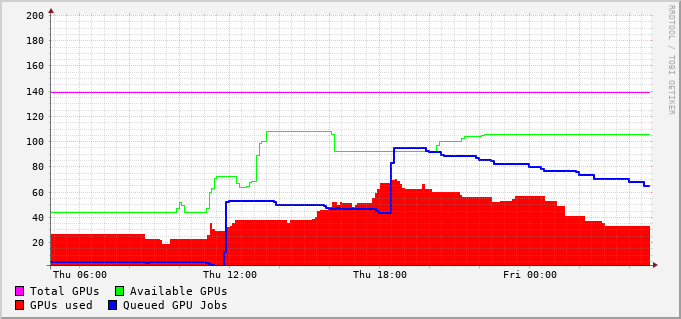 200
180
160
140
120
100
80
60
40
20
Thu 06:00 Thu 12:00 Thu 18:00 Fri 00:00
Total GPUs Available GPUs
GPUs used Queued GPU Jobs
RRDTOOL / TOBI OETIKER